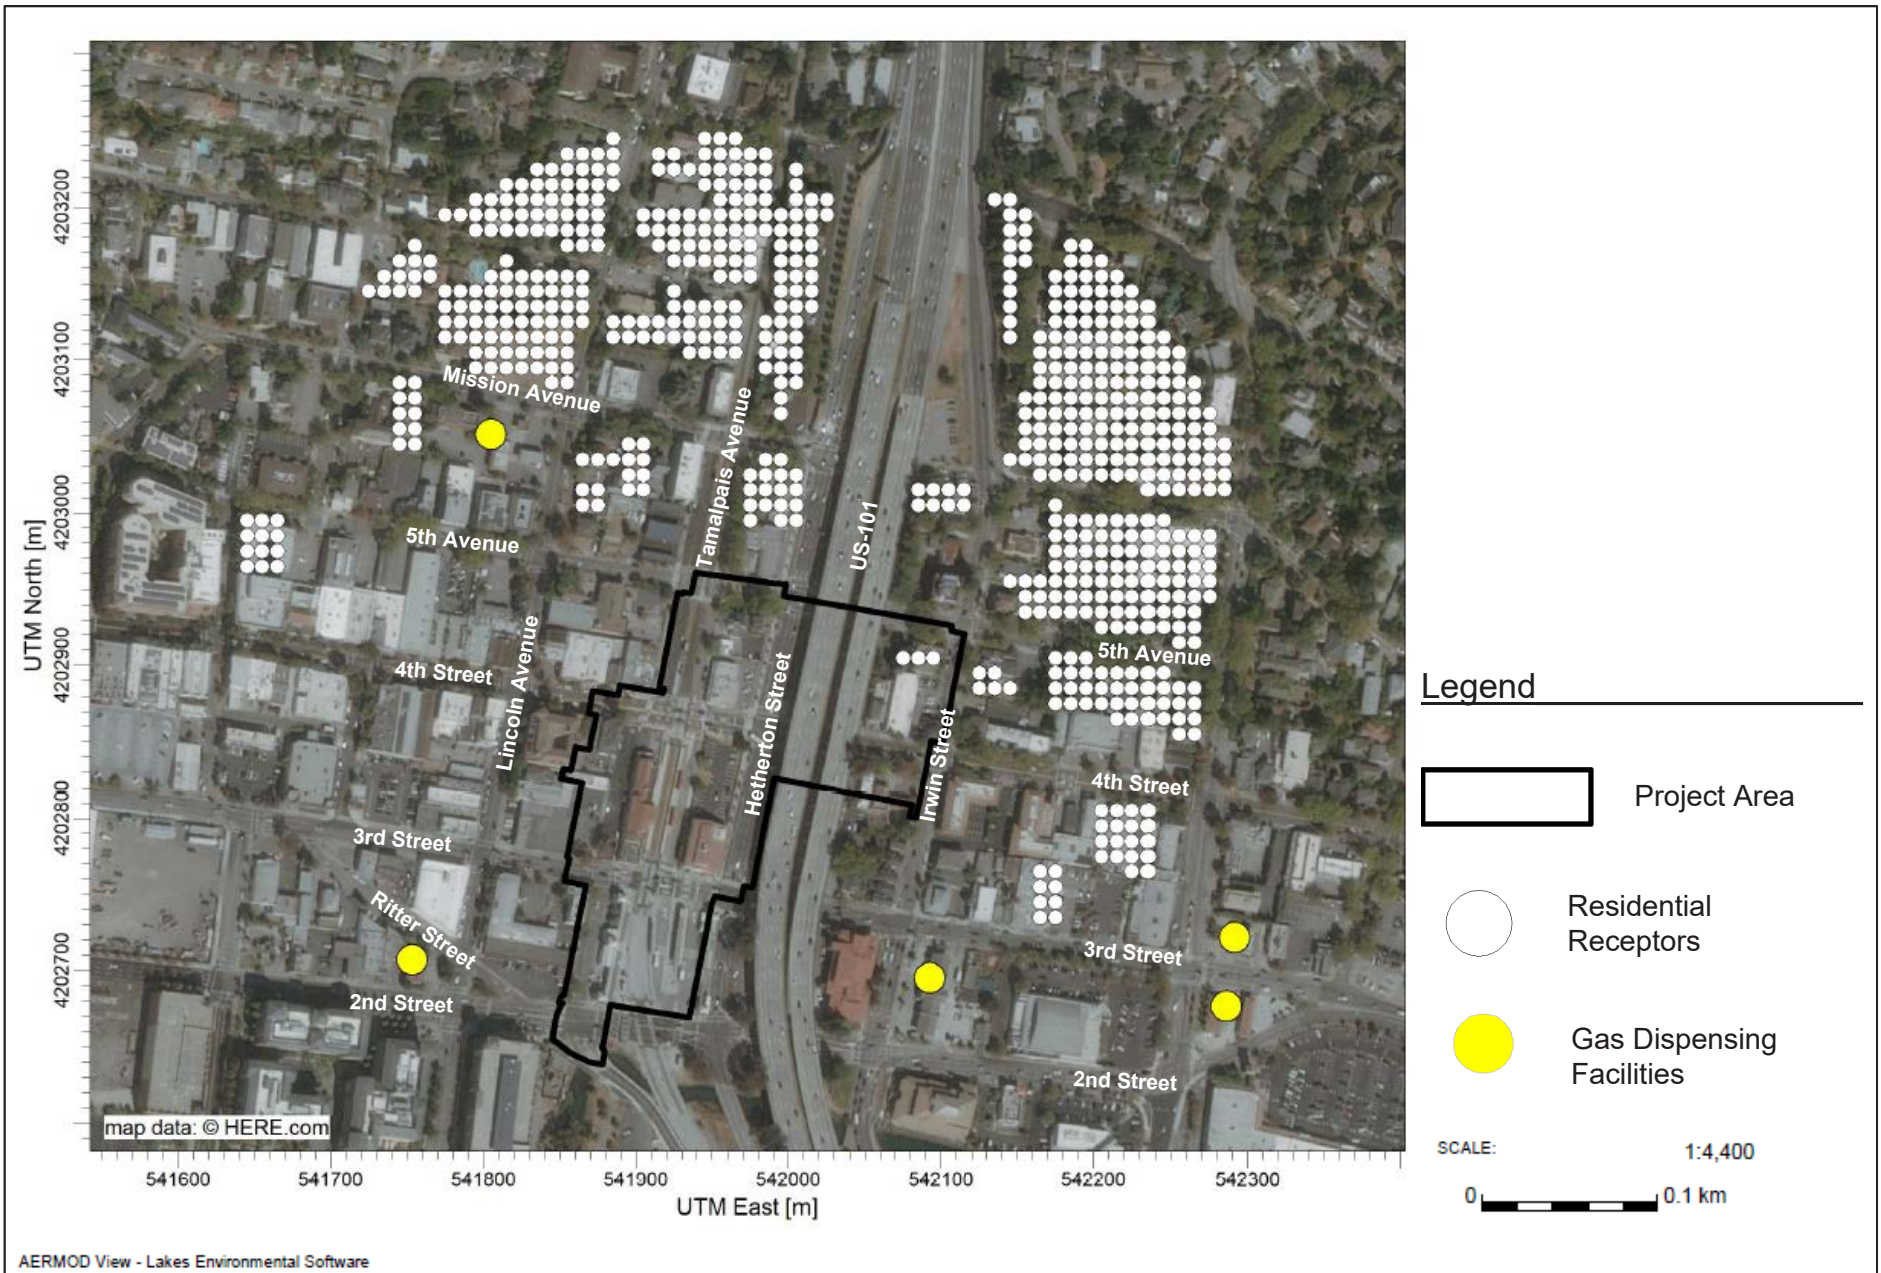 Mission Avenue
Tamalpais Avenue
US-101
5th Avenue
4th Street
Lincoln Avenue
Hetherton Street
Irwin Street
5th Avenue
4th Street
3rd Street
Ritter Street
2nd Street
3rd Street
2nd Street
map data: © HERE.com
UTM North [m]
4203200
4203100
4203000
4202900
4202800
4202700
541600
541700
541800
541900
542000
542100
542200
542300
UTM East [m]
Legend
Project Area
Residential
Receptors
Gas Dispensing
Facilities
SCALE:
1:4,400
0
0.1 km
AERMOD View - Lakes Environmental Software